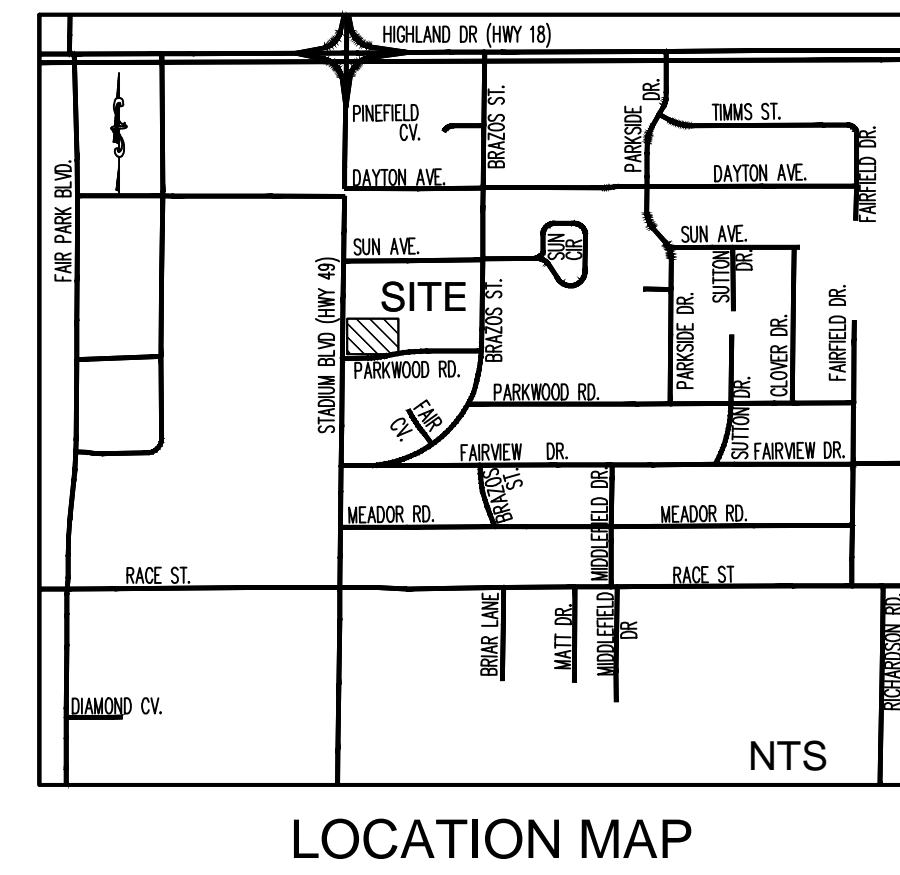 HIGHLAND DR (HWY 18)
PINEFIELD
CV.
BRAZOS ST.
PARKSIDE
DR.
TIMMS ST.
FAIRFIELD DR.
FAIR PARK BLVD.
DAYTON AVE.
DAYTON AVE.
SUN AVE.
SUN
CIR
SUN AVE.
SUTTON
DR.
STADIUM BLVD (HWY 49)
SITE
BRAZOS ST.
PARKSIDE DR.
CLOVER DR.
FAIRFIELD DR.
PARKWOOD RD.
PARKWOOD RD.
FAIR
CV.
SUTTON DR.
FAIRVIEW DR.
FAIRVIEW DR.
BRAZOS
ST.
MIDDLEFIELD DR.
MEADOR RD.
MEADOR RD.
RACE ST.
RACE ST
BRIAR LANE
MATT DR.
MIDDLEFIELD
DR
RICHARDSON RD.
DIAMOND CV.
NTS
LOCATION MAP